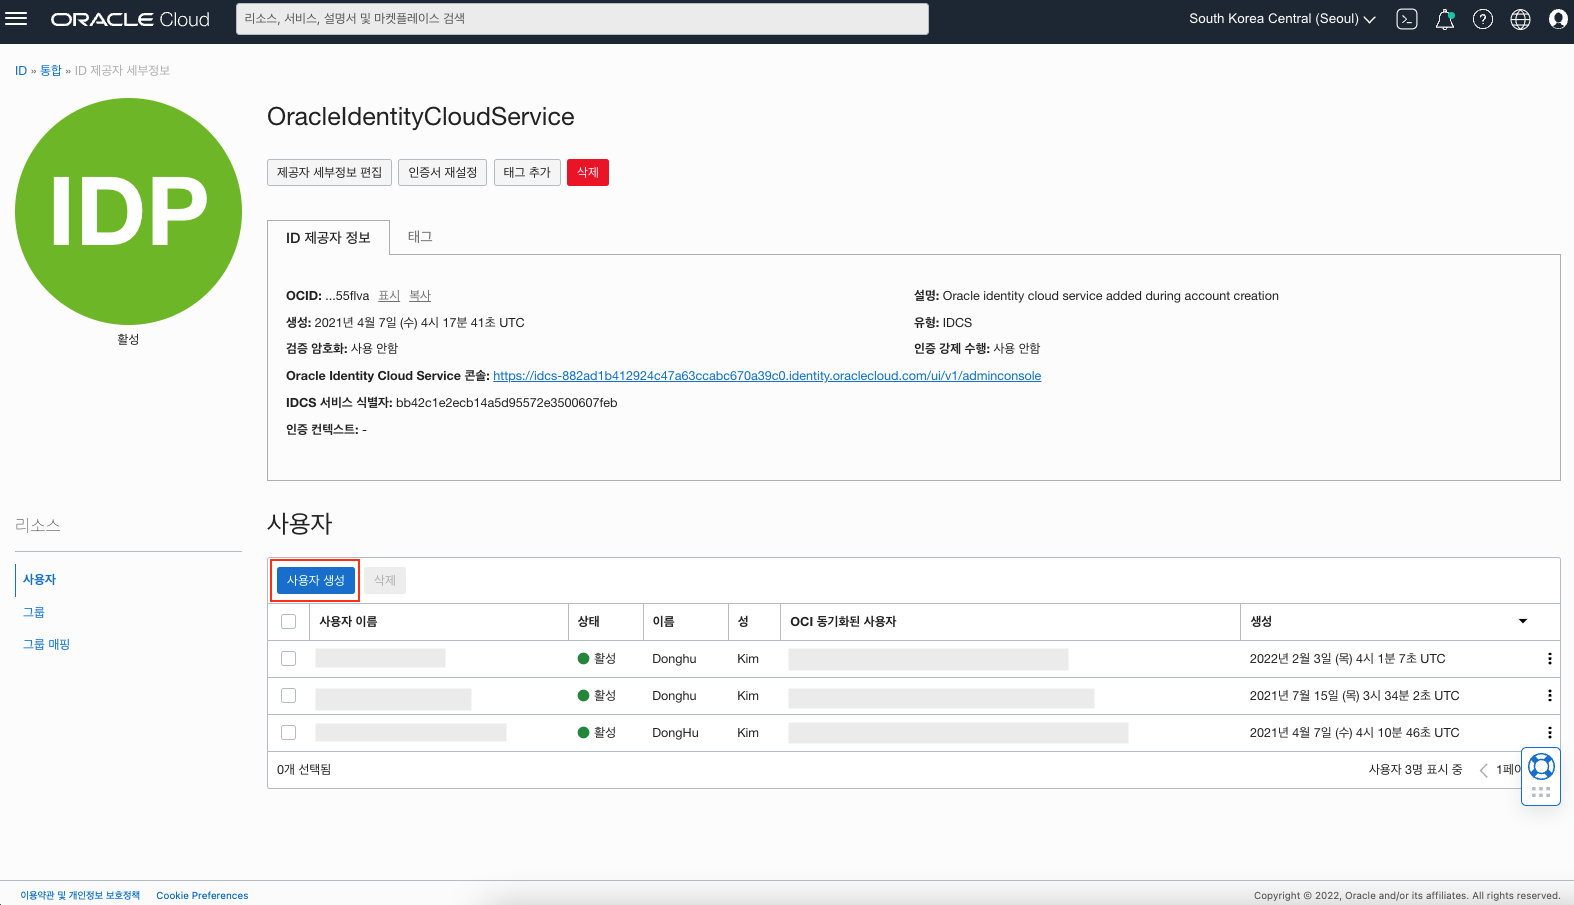 ORACLE Cloud
리소스, 서비스, 설명서 및 마켓플레이스 검색
South Korea Central (Seoul)
ID » 통합 » ID 제공자 세부정보
IDP
활성
OracleIdentityCloudService
제공자 세부정보 편집 인증서 재설정 태그 추가 삭제
ID 제공자 정보 태그
OCID: ...55flva 표시 복사
설명: Oracle identity cloud service added during account creation
생성: 2021년 4월 7일 (수) 4시 17분 41초 UTC
유형: IDCS
검증 암호화: 사용 안함
인증 강제 수행: 사용 안함
Oracle Identity Cloud Service 콘솔: https://idcs-882ad1b412924c47a63ccabc670a39c0.identity.oraclecloud.com/ui/v1/adminconsole
IDCS 서비스 식별자: bb42c1e2ecb14a5d95572e3500607feb
인증 컨텍스트: -
리소스
사용자
그룹
그룹 매핑
사용자
사용자 생성 삭제
사용자 이름 상태 이름 성 OCI 동기화된 사용자 생성
활성 Donghu Kim 2022년 2월 3일 (목) 4시 1분 7초 UTC
활성 Donghu Kim 2021년 7월 15일 (목) 3시 34분 2초 UTC
활성 DongHu Kim 2021년 4월 7일 (수) 4시 10분 46초 UTC
0개 선택됨 사용자 3명 표시 중
이용약관 및 개인정보 보호정책 Cookie Preferences
Copyright © 2022, Oracle and/or its affiliates. All rights reserved.